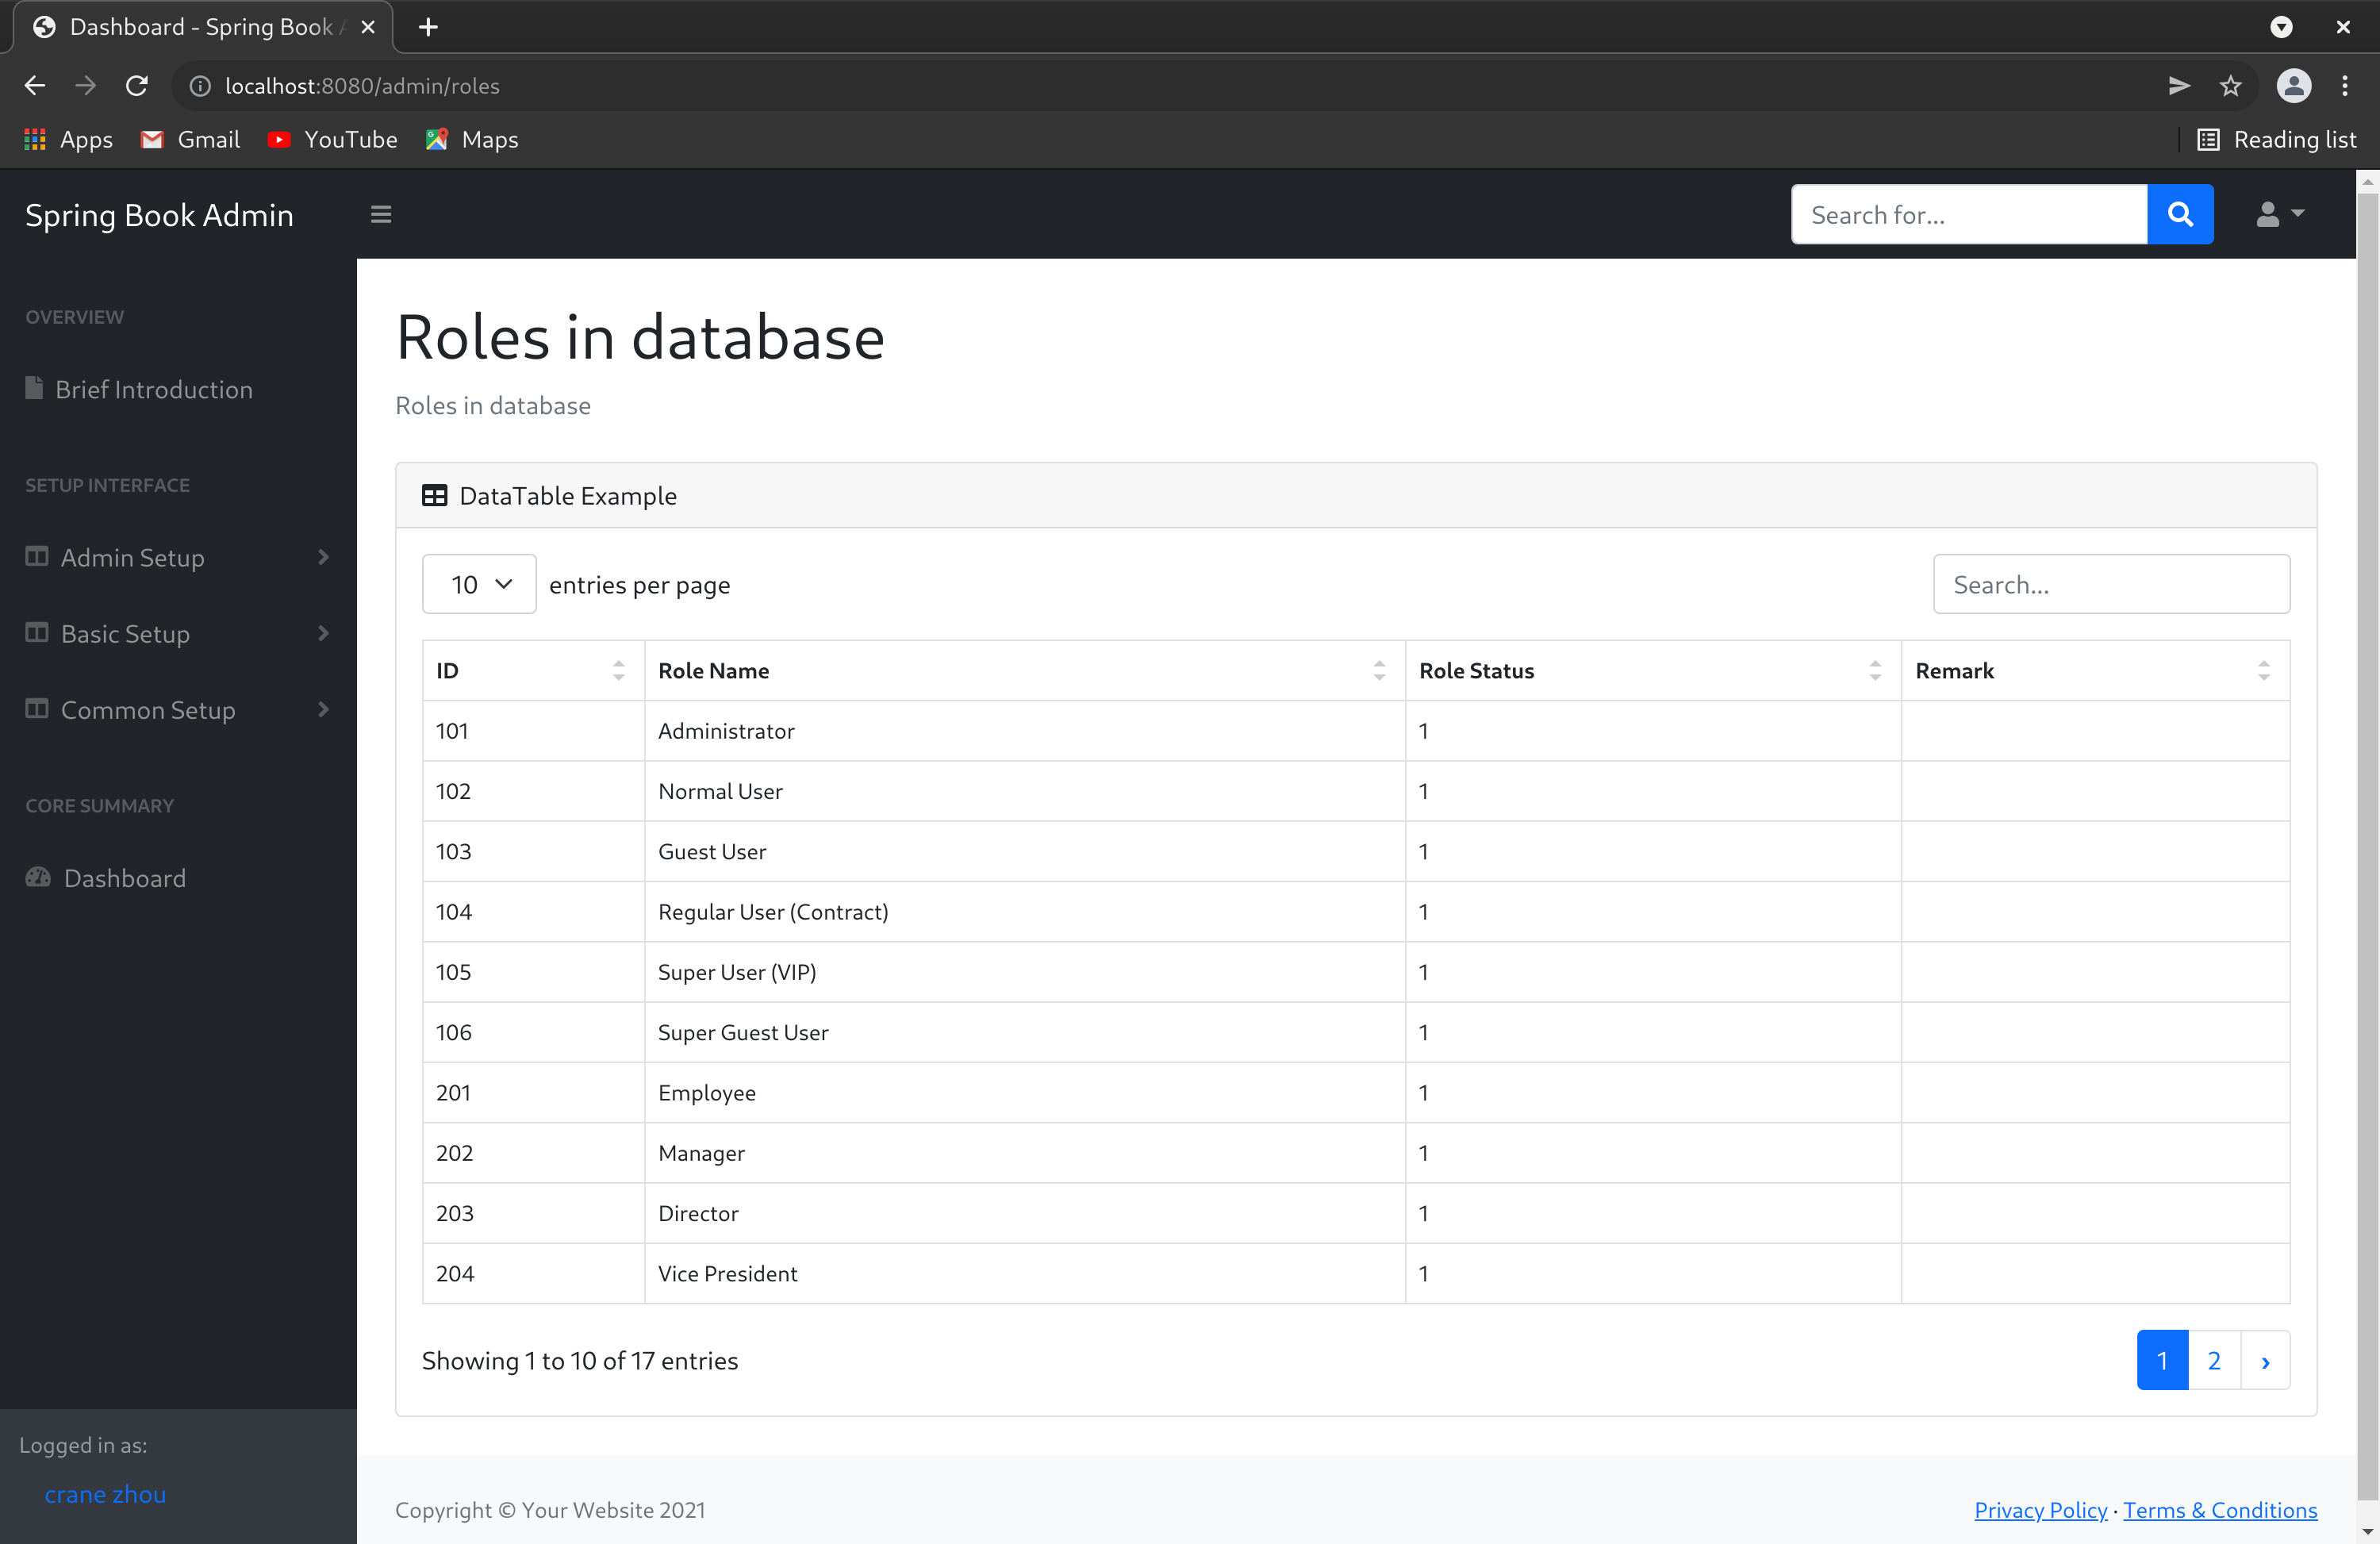 Dashboard - Spring Book
localhost:8080/admin/roles
Apps Gmail YouTube Maps Reading list
Spring Book Admin Search for...
OVERVIEW
Brief Introduction
SETUP INTERFACE
Admin Setup
Basic Setup
Common Setup
CORE SUMMARY
Dashboard
Logged in as:
crane zhou
Roles in database
Roles in database
DataTable Example
10 entries per page Search...
ID Role Name Role Status Remark
101 Administrator 1
102 Normal User 1
103 Guest User 1
104 Regular User (Contract) 1
105 Super User (VIP) 1
106 Super Guest User 1
201 Employee 1
202 Manager 1
203 Director 1
204 Vice President 1
Showing 1 to 10 of 17 entries 1 2 ›
Copyright © Your Website 2021 Privacy Policy · Terms & Conditions